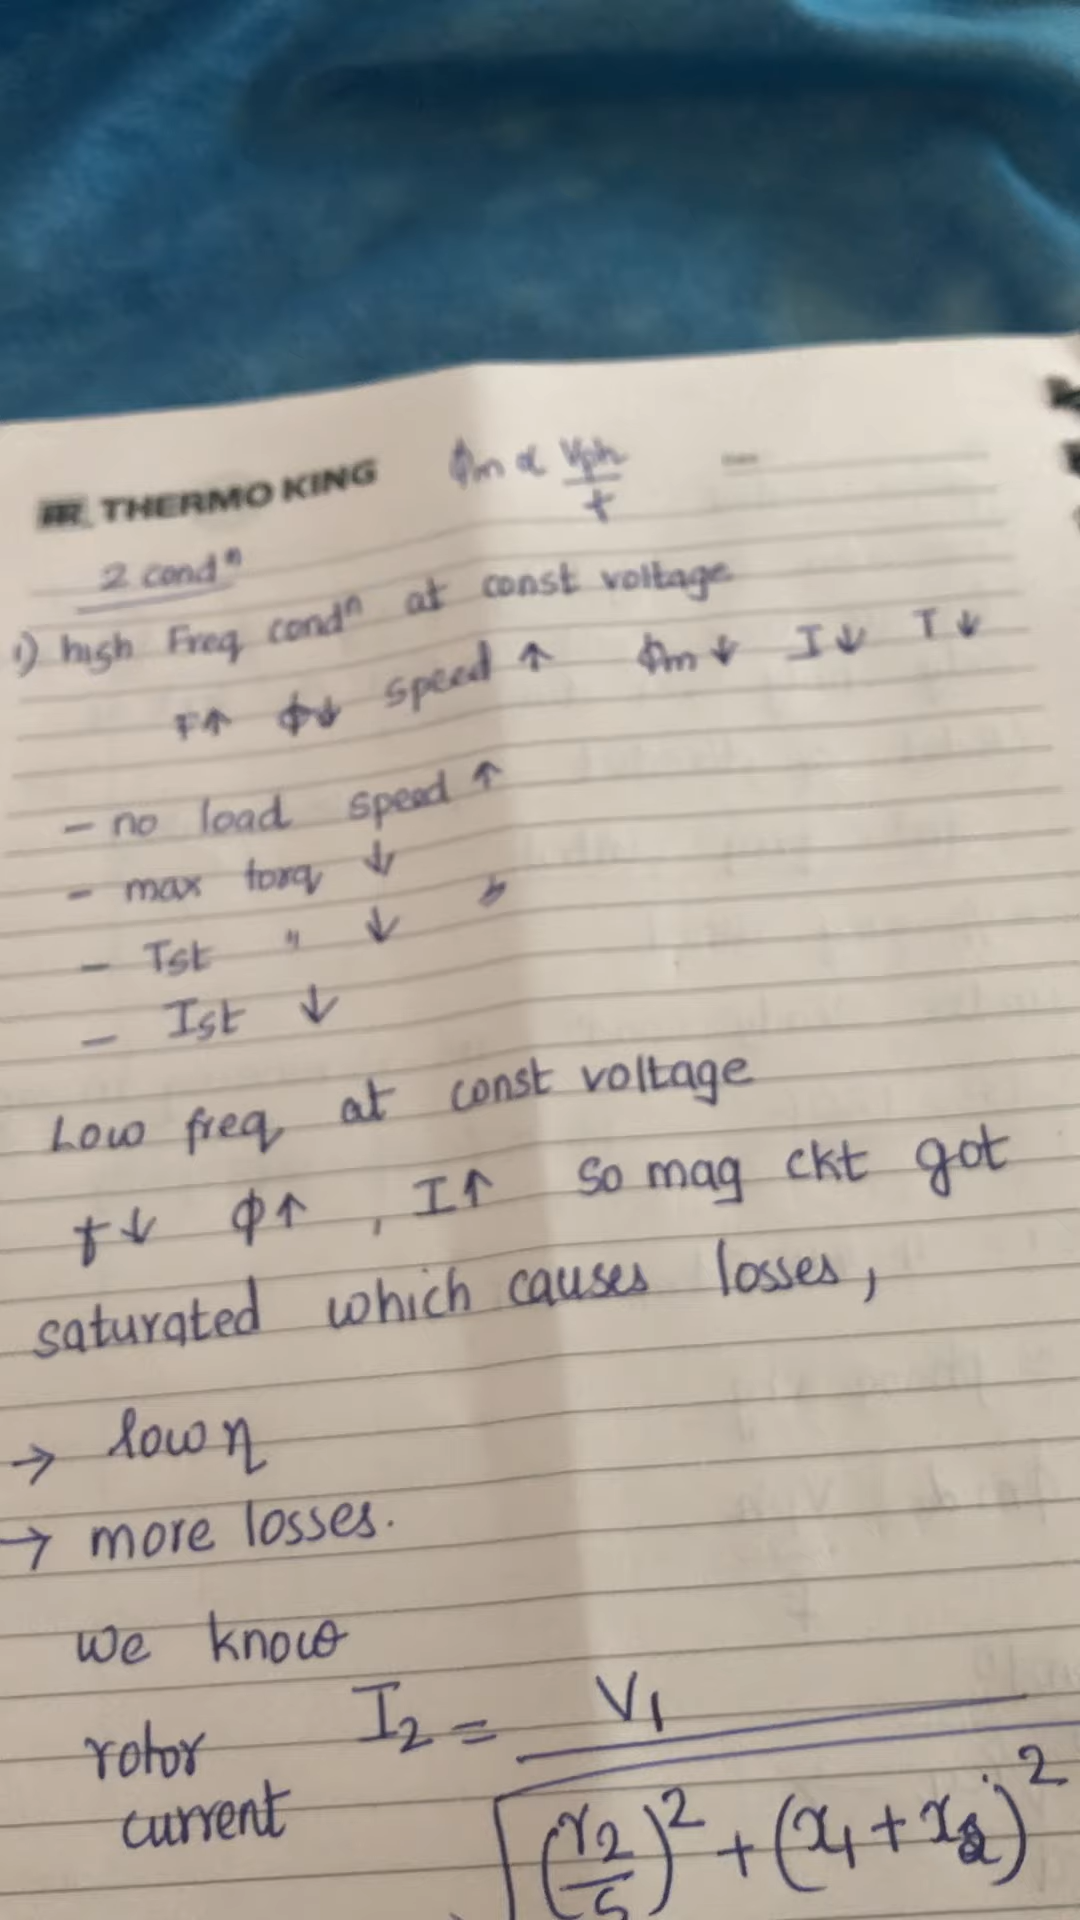 THERMO KING
ϕm ∝ Vph / f
2 condⁿ
1) high Freq condⁿ at const voltage
F↑ ϕ↓ speed ↑ ϕm ↓ I ↓ T ↓
- no load speed ↑
- max torq ↓
- Tst " ↓
- Ist ↓
Low freq at const voltage
f↓ ϕ↑ , I↑ so mag ckt got
saturated which causes losses,
→ low η
→ more losses.
we know
rotor current I₂ = V₁ / √((r₂/s)² + (x₁ + x₂)²)